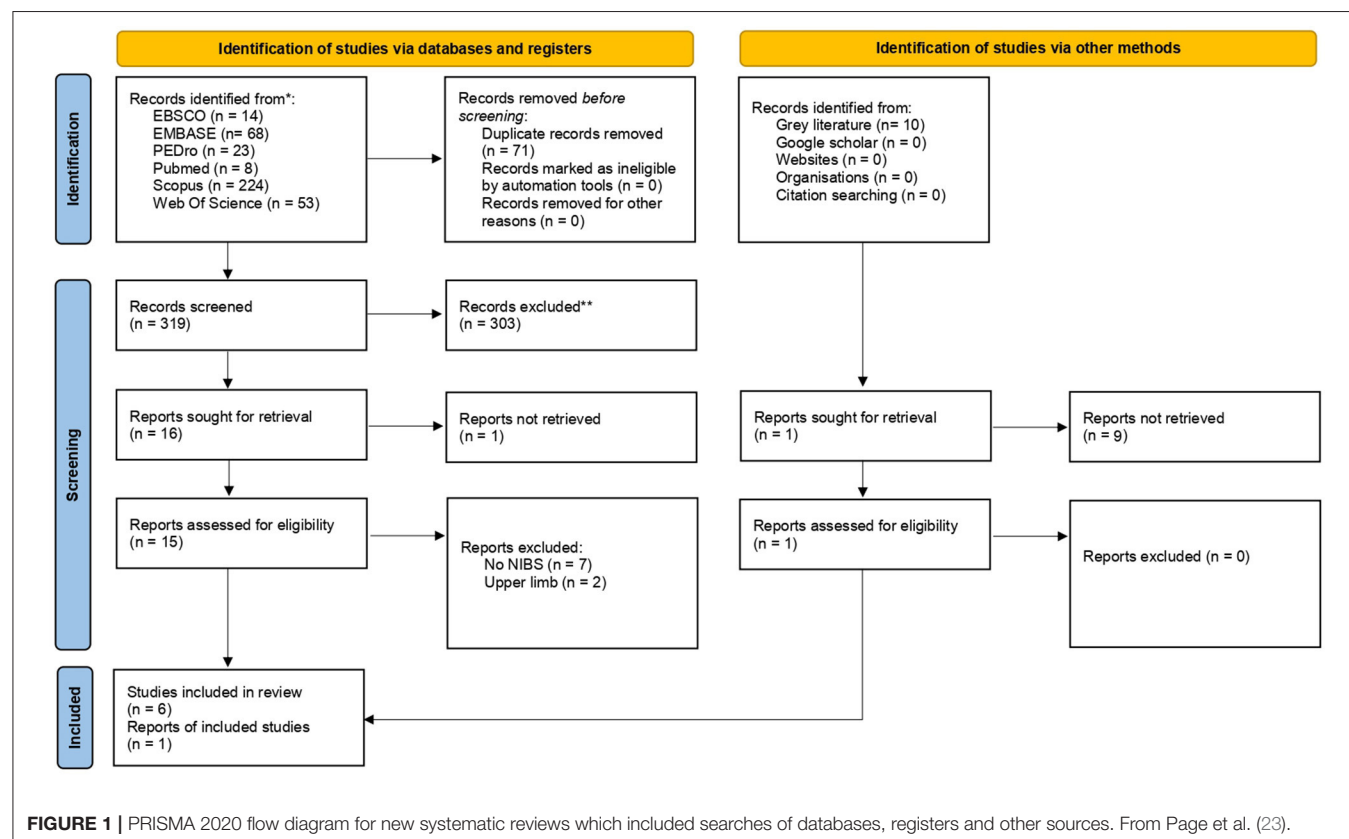 Identification of studies via databases and registers
Identification of studies via other methods
Identification
Records identified from*:
EBSCO (n = 14)
EMBASE (n= 68)
PEDro (n = 23)
Pubmed (n = 8)
Scopus (n = 224)
Web Of Science (n = 53)
Records removed before
screening:
Duplicate records removed
(n = 71)
Records marked as ineligible
by automation tools (n = 0)
Records removed for other
reasons (n = 0)
Records identified from:
Grey literature (n= 10)
Google scholar (n = 0)
Websites (n = 0)
Organisations (n = 0)
Citation searching (n = 0)
Screening
Records screened
(n = 319)
Records excluded**
(n = 303)
Reports sought for retrieval
(n = 16)
Reports not retrieved
(n = 1)
Reports sought for retrieval
(n = 1)
Reports not retrieved
(n = 9)
Reports assessed for eligibility
(n = 15)
Reports excluded:
No NIBS (n = 7)
Upper limb (n = 2)
Reports assessed for eligibility
(n = 1)
Reports excluded (n = 0)
Included
Studies included in review
(n = 6)
Reports of included studies
(n = 1)
FIGURE 1 | PRISMA 2020 flow diagram for new systematic reviews which included searches of databases, registers and other sources. From Page et al. (23).